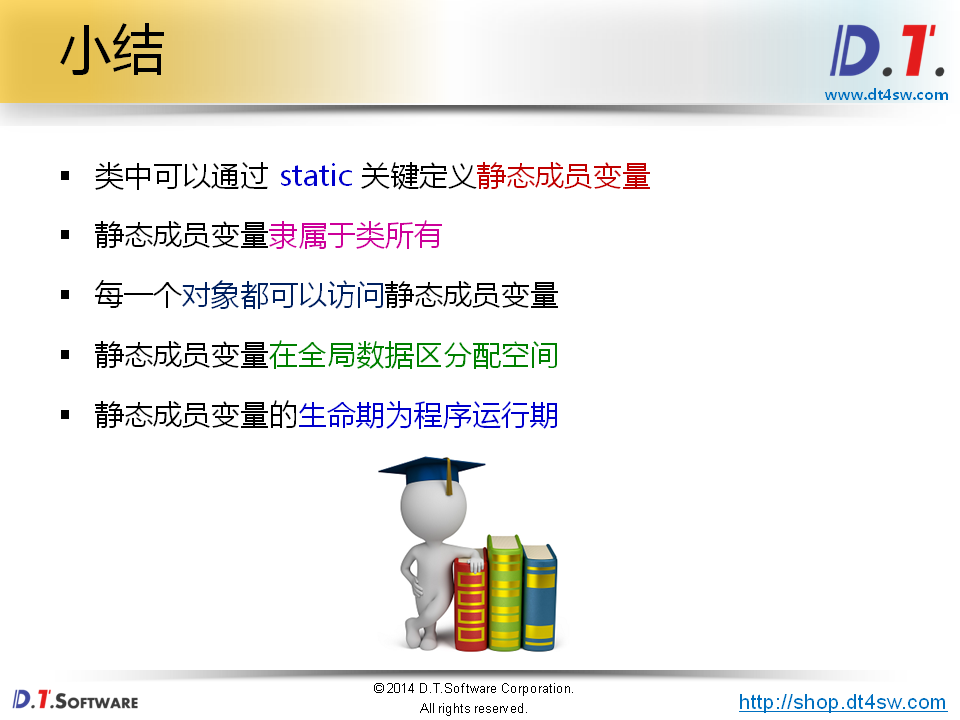 小结
D.T.
www.dt4sw.com
▪ 类中可以通过 static 关键定义静态成员变量
▪ 静态成员变量隶属于类所有
▪ 每一个对象都可以访问静态成员变量
▪ 静态成员变量在全局数据区分配空间
▪ 静态成员变量的生命期为程序运行期
D.T.SOFTWARE
©2014 D.T.Software Corporation.
All rights reserved.
http://shop.dt4sw.com